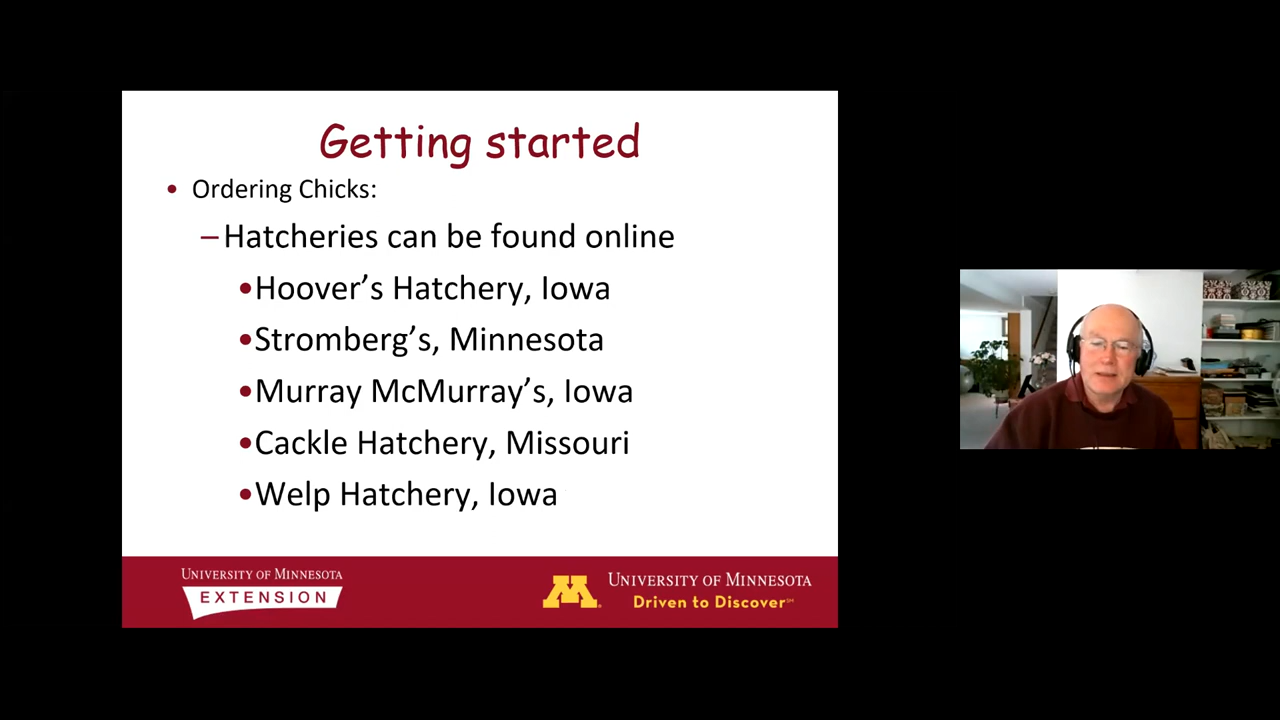 Getting started
• Ordering Chicks:
– Hatcheries can be found online
• Hoover’s Hatchery, Iowa
• Stromberg’s, Minnesota
• Murray McMurray’s, Iowa
• Cackle Hatchery, Missouri
• Welp Hatchery, Iowa
UNIVERSITY OF MINNESOTA
EXTENSION
M
UNIVERSITY OF MINNESOTA
Driven to Discover℠